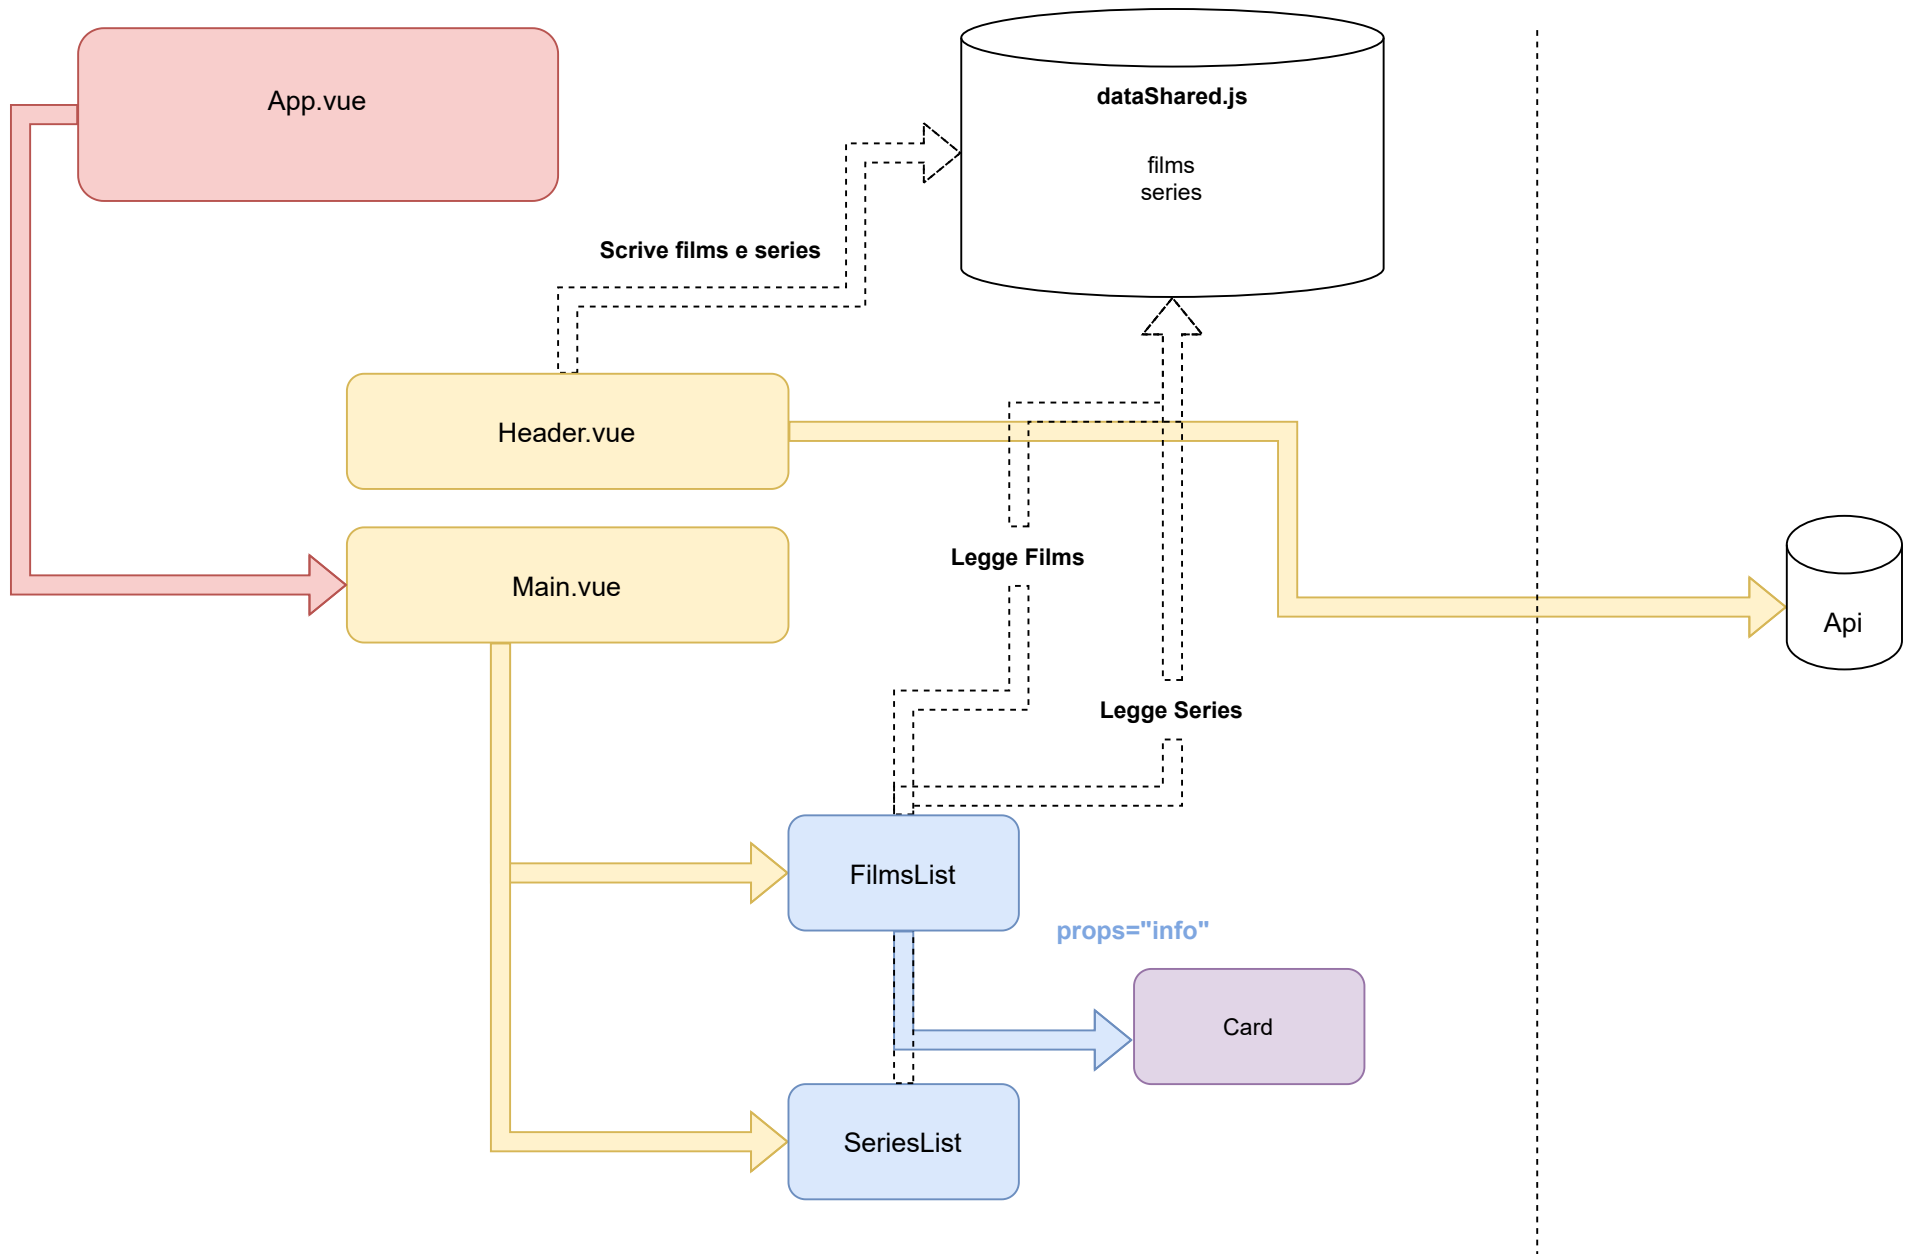 App.vue
dataShared.js
films
series
Scrive films e series
Header.vue
Legge Films
Main.vue
Api
Legge Series
FilmsList
props="info"
Card
SeriesList